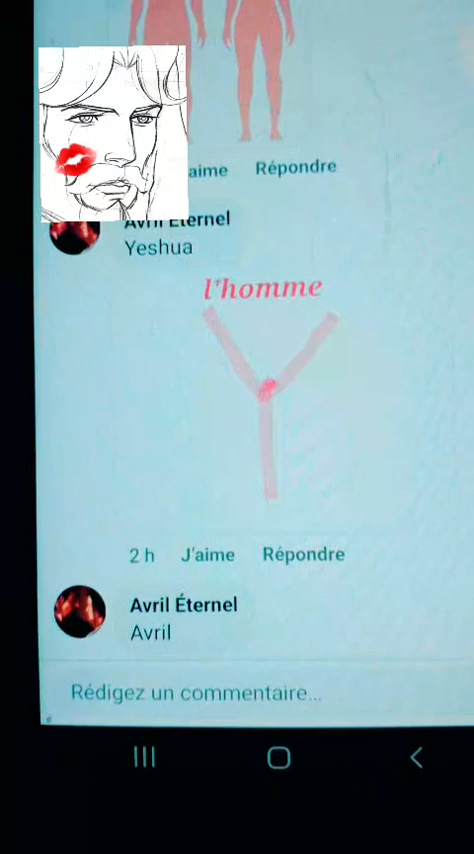 aime Répondre
Avril Éternel
Yeshua
l'homme
2 h J'aime Répondre
Avril Éternel
Avril
Rédigez un commentaire...